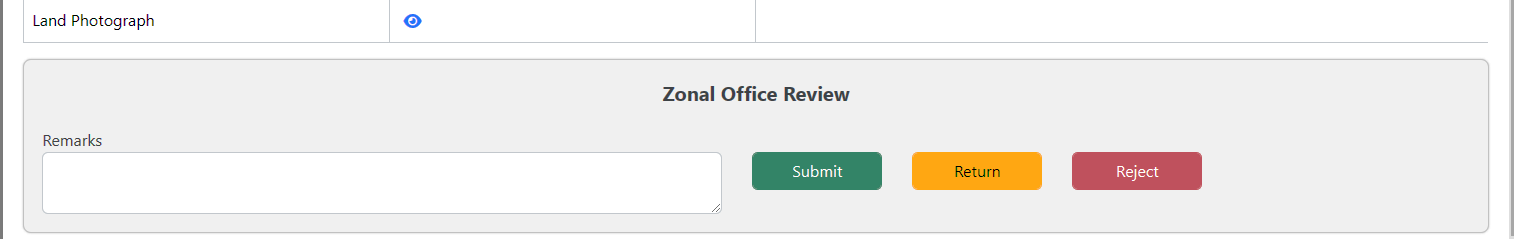 Land Photograph
Zonal Office Review
Remarks
Submit Return Reject